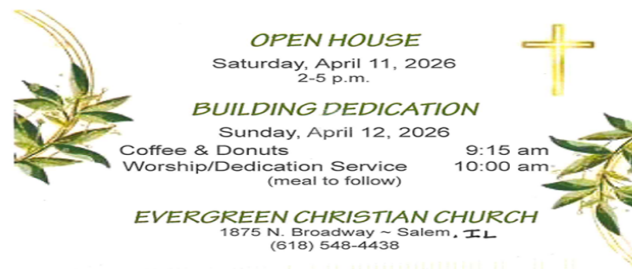 OPEN HOUSE
Saturday, April 11, 2026
2-5 p.m.
BUILDING DEDICATION
Sunday, April 12, 2026
Coffee & Donuts 9:15 am
Worship/Dedication Service 10:00 am
(meal to follow)
EVERGREEN CHRISTIAN CHURCH
1875 N. Broadway ~ Salem, IL
(618) 548-4438